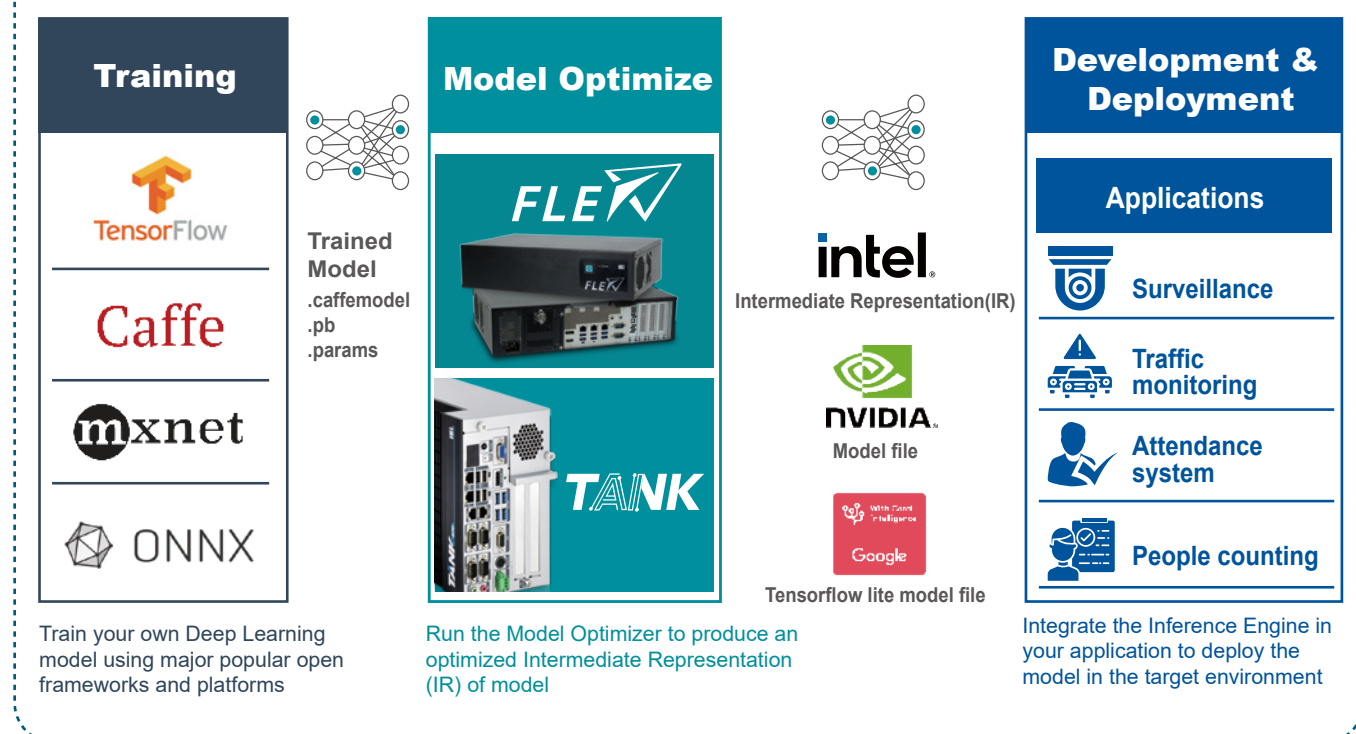 Training
TensorFlow
Caffe
mxnet
ONNX
Train your own Deep Learning
model using major popular open
frameworks and platforms
Trained
Model
.caffemodel
.pb
.params
Model Optimize
FLEX
FLEX
TANK
TANK
Run the Model Optimizer to produce an
optimized Intermediate Representation
(IR) of model
intel.
Intermediate Representation(IR)
NVIDIA.
Model file
With Coral
Intelligence
Google
Tensorflow lite model file
Development &
Deployment
Applications
Surveillance
Traffic
monitoring
Attendance
system
People counting
Integrate the Inference Engine in
your application to deploy the
model in the target environment